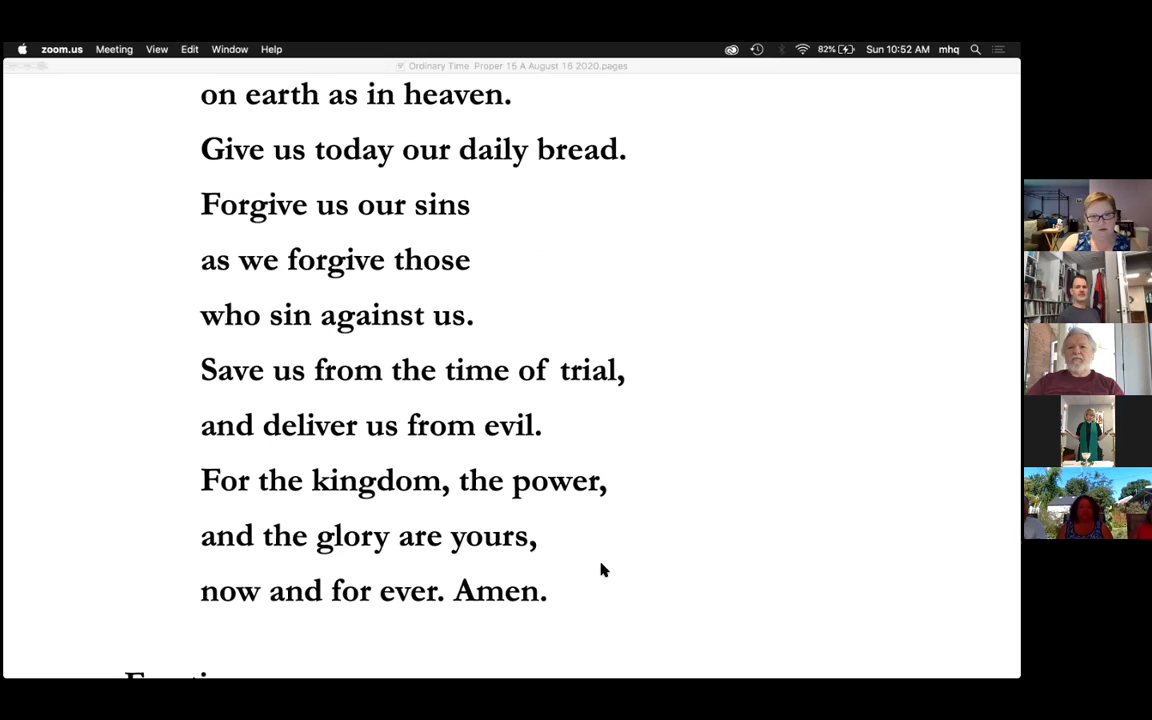 zoom.us Meeting View Edit Window Help 82% Sun 10:52 AM mhq
Ordinary Time Proper 15 A August 16 2020.pages
on earth as in heaven.
Give us today our daily bread.
Forgive us our sins
as we forgive those
who sin against us.
Save us from the time of trial,
and deliver us from evil.
For the kingdom, the power,
and the glory are yours,
now and for ever. Amen.